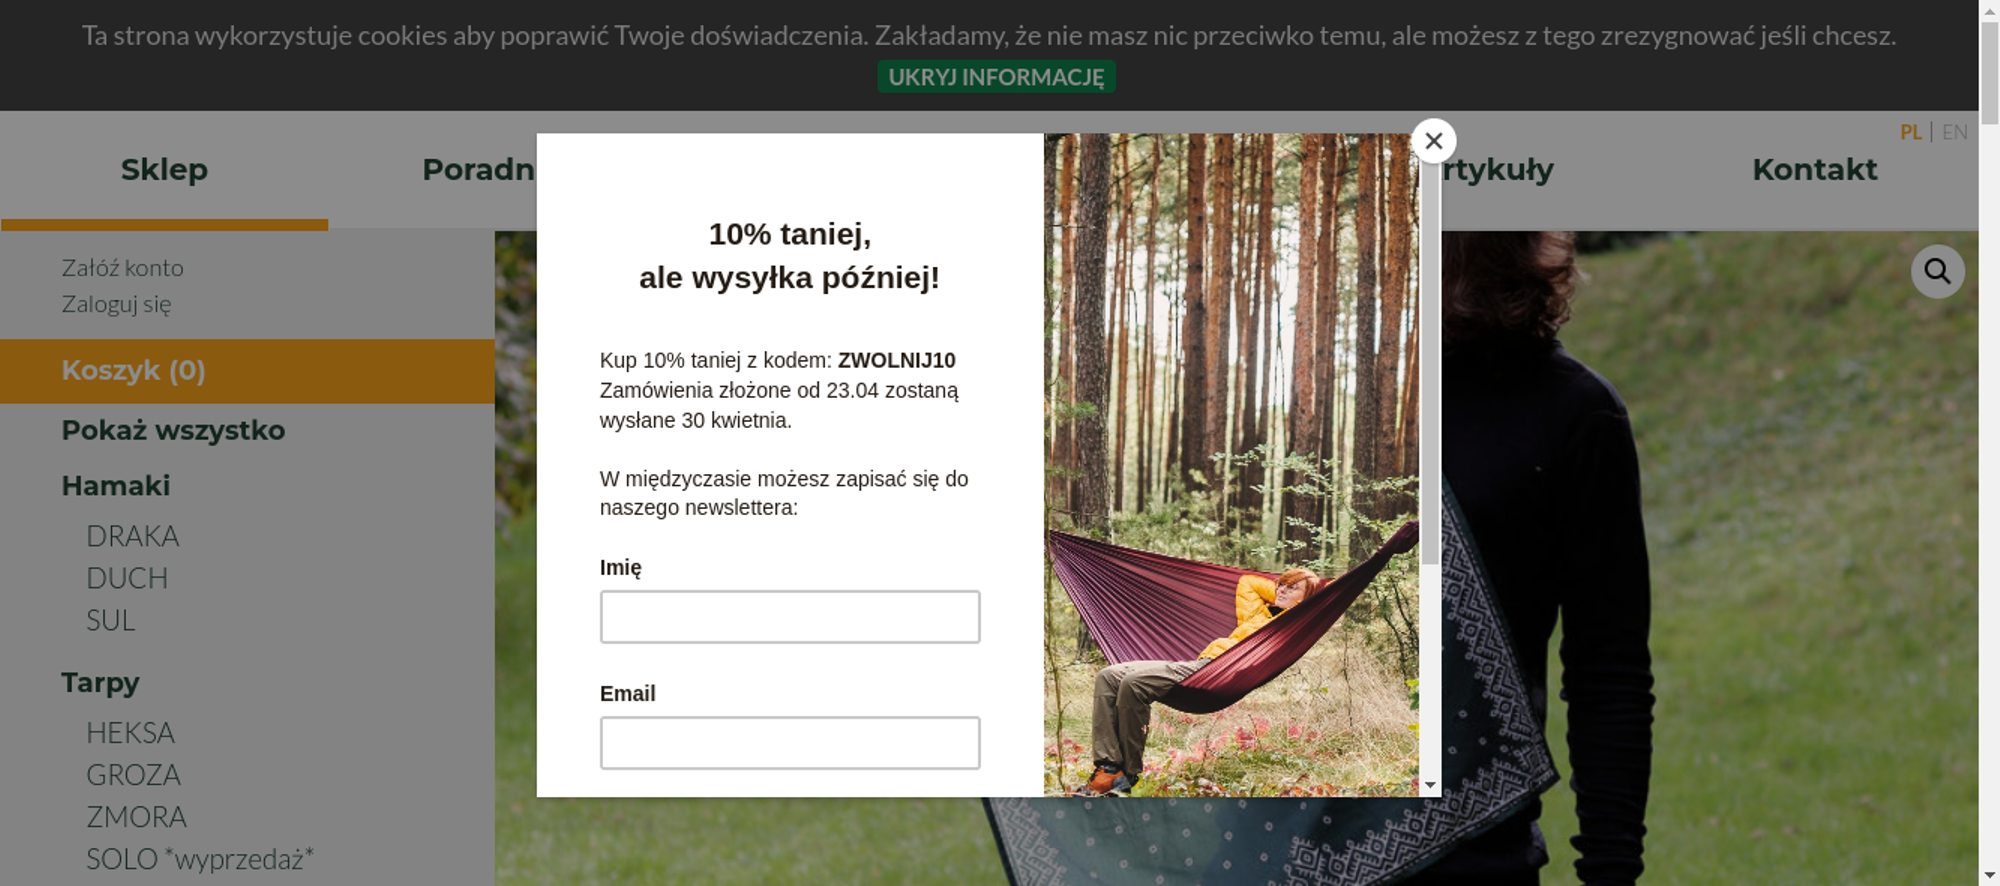 Ta strona wykorzystuje cookies aby poprawić Twoje doświadczenia. Zakładamy, że nie masz nic przeciwko temu, ale możesz z tego zrezygnować jeśli chcesz.
UKRYJ INFORMACJĘ
PL | EN
Sklep
Poradn
rtykuły
Kontakt
Załóż konto
Zaloguj się
Koszyk (0)
Pokaż wszystko
Hamaki
DRAKA
DUCH
SUL
Tarpy
HEKSA
GROZA
ZMORA
SOLO *wyprzedaż*
10% taniej,
ale wysyłka później!
Kup 10% taniej z kodem: ZWOLNIJ10
Zamówienia złożone od 23.04 zostaną
wysłane 30 kwietnia.
W międzyczasie możesz zapisać się do
naszego newslettera:
Imię
Email